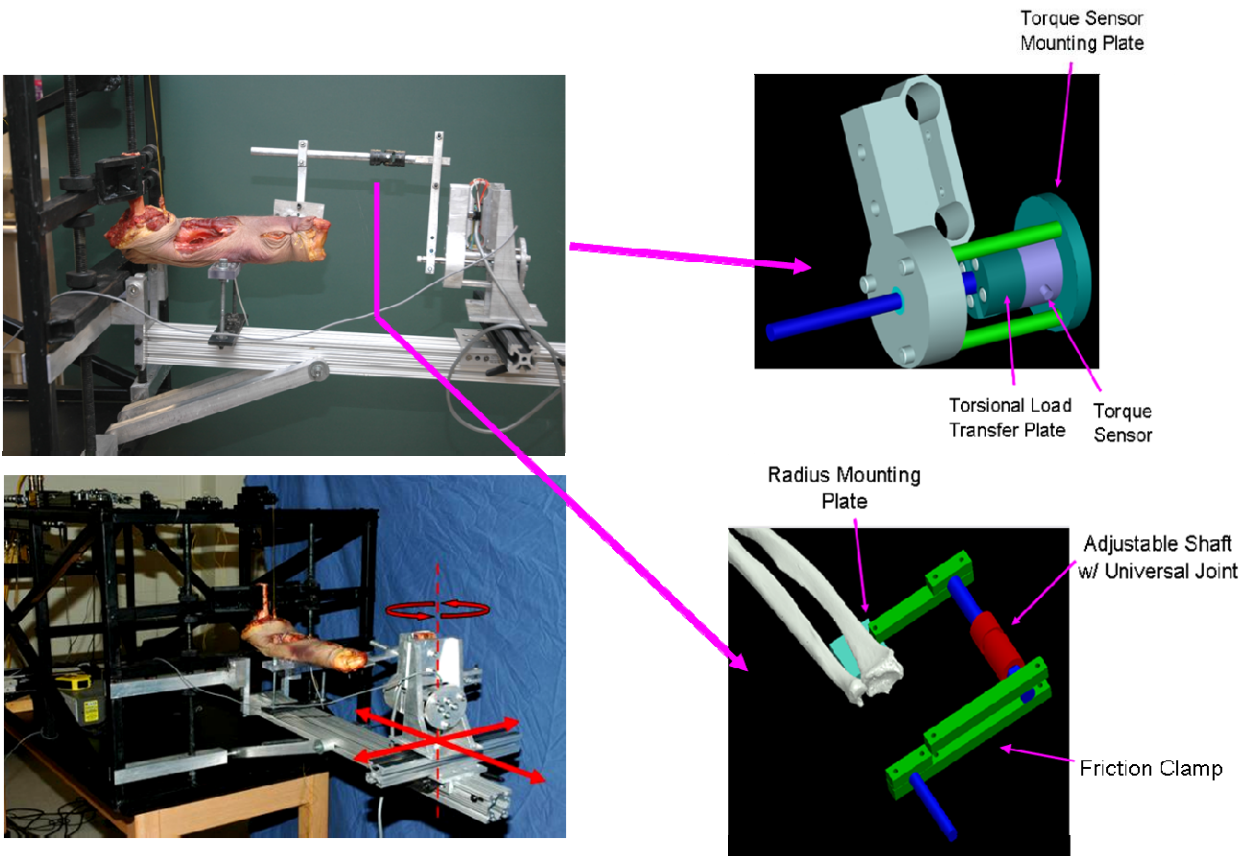 Torque Sensor
Mounting Plate
Torsional Load
Transfer Plate
Torque
Sensor
Radius Mounting
Plate
Adjustable Shaft
w/ Universal Joint
Friction Clamp